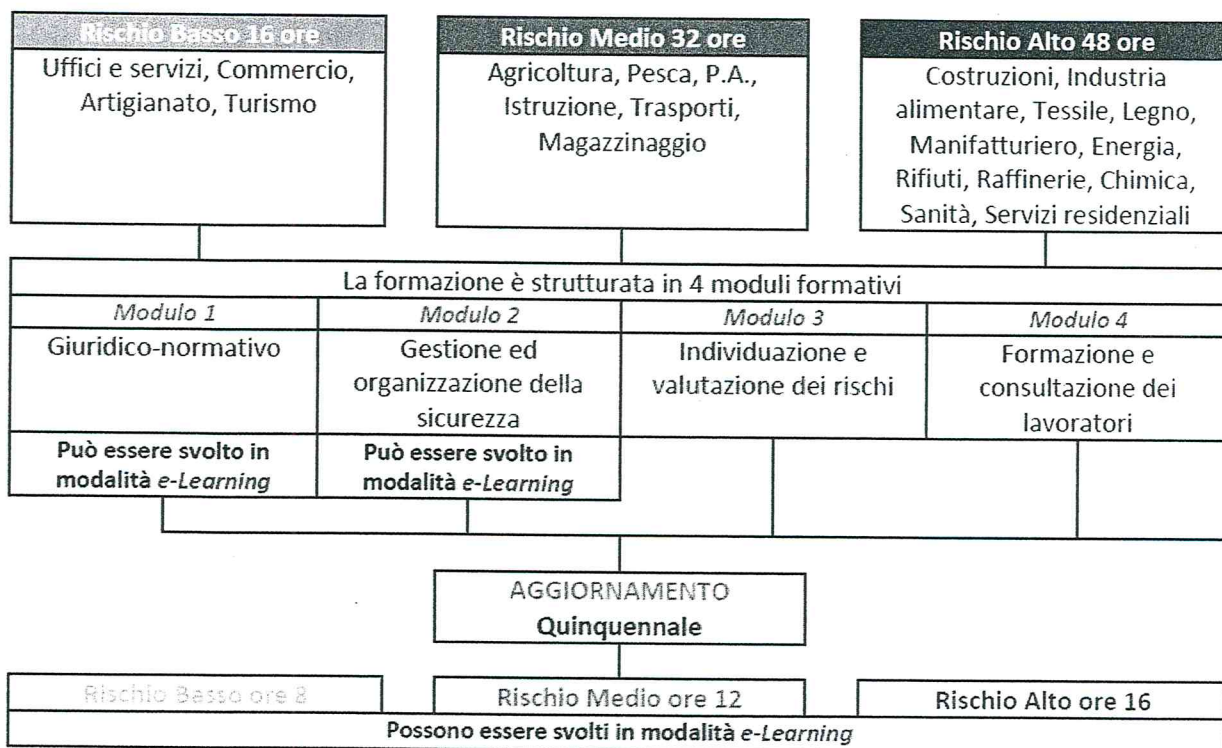 Rischio Basso 16 ore
Uffici e servizi, Commercio,
Artigianato, Turismo
Rischio Medio 32 ore
Agricoltura, Pesca, P.A.,
Istruzione, Trasporti,
Magazzinaggio
Rischio Alto 48 ore
Costruzioni, Industria
alimentare, Tessile, Legno,
Manifatturiero, Energia,
Rifiuti, Raffinerie, Chimica,
Sanità, Servizi residenziali
La formazione è strutturata in 4 moduli formativi
Modulo 1
Giuridico-normativo
Può essere svolto in
modalità e-Learning
Modulo 2
Gestione ed
organizzazione della
sicurezza
Può essere svolto in
modalità e-Learning
Modulo 3
Individuazione e
valutazione dei rischi
Modulo 4
Formazione e
consultazione dei
lavoratori
AGGIORNAMENTO
Quinquennale
Rischio Basso ore 8
Rischio Medio ore 12
Rischio Alto ore 16
Possono essere svolti in modalità e-Learning